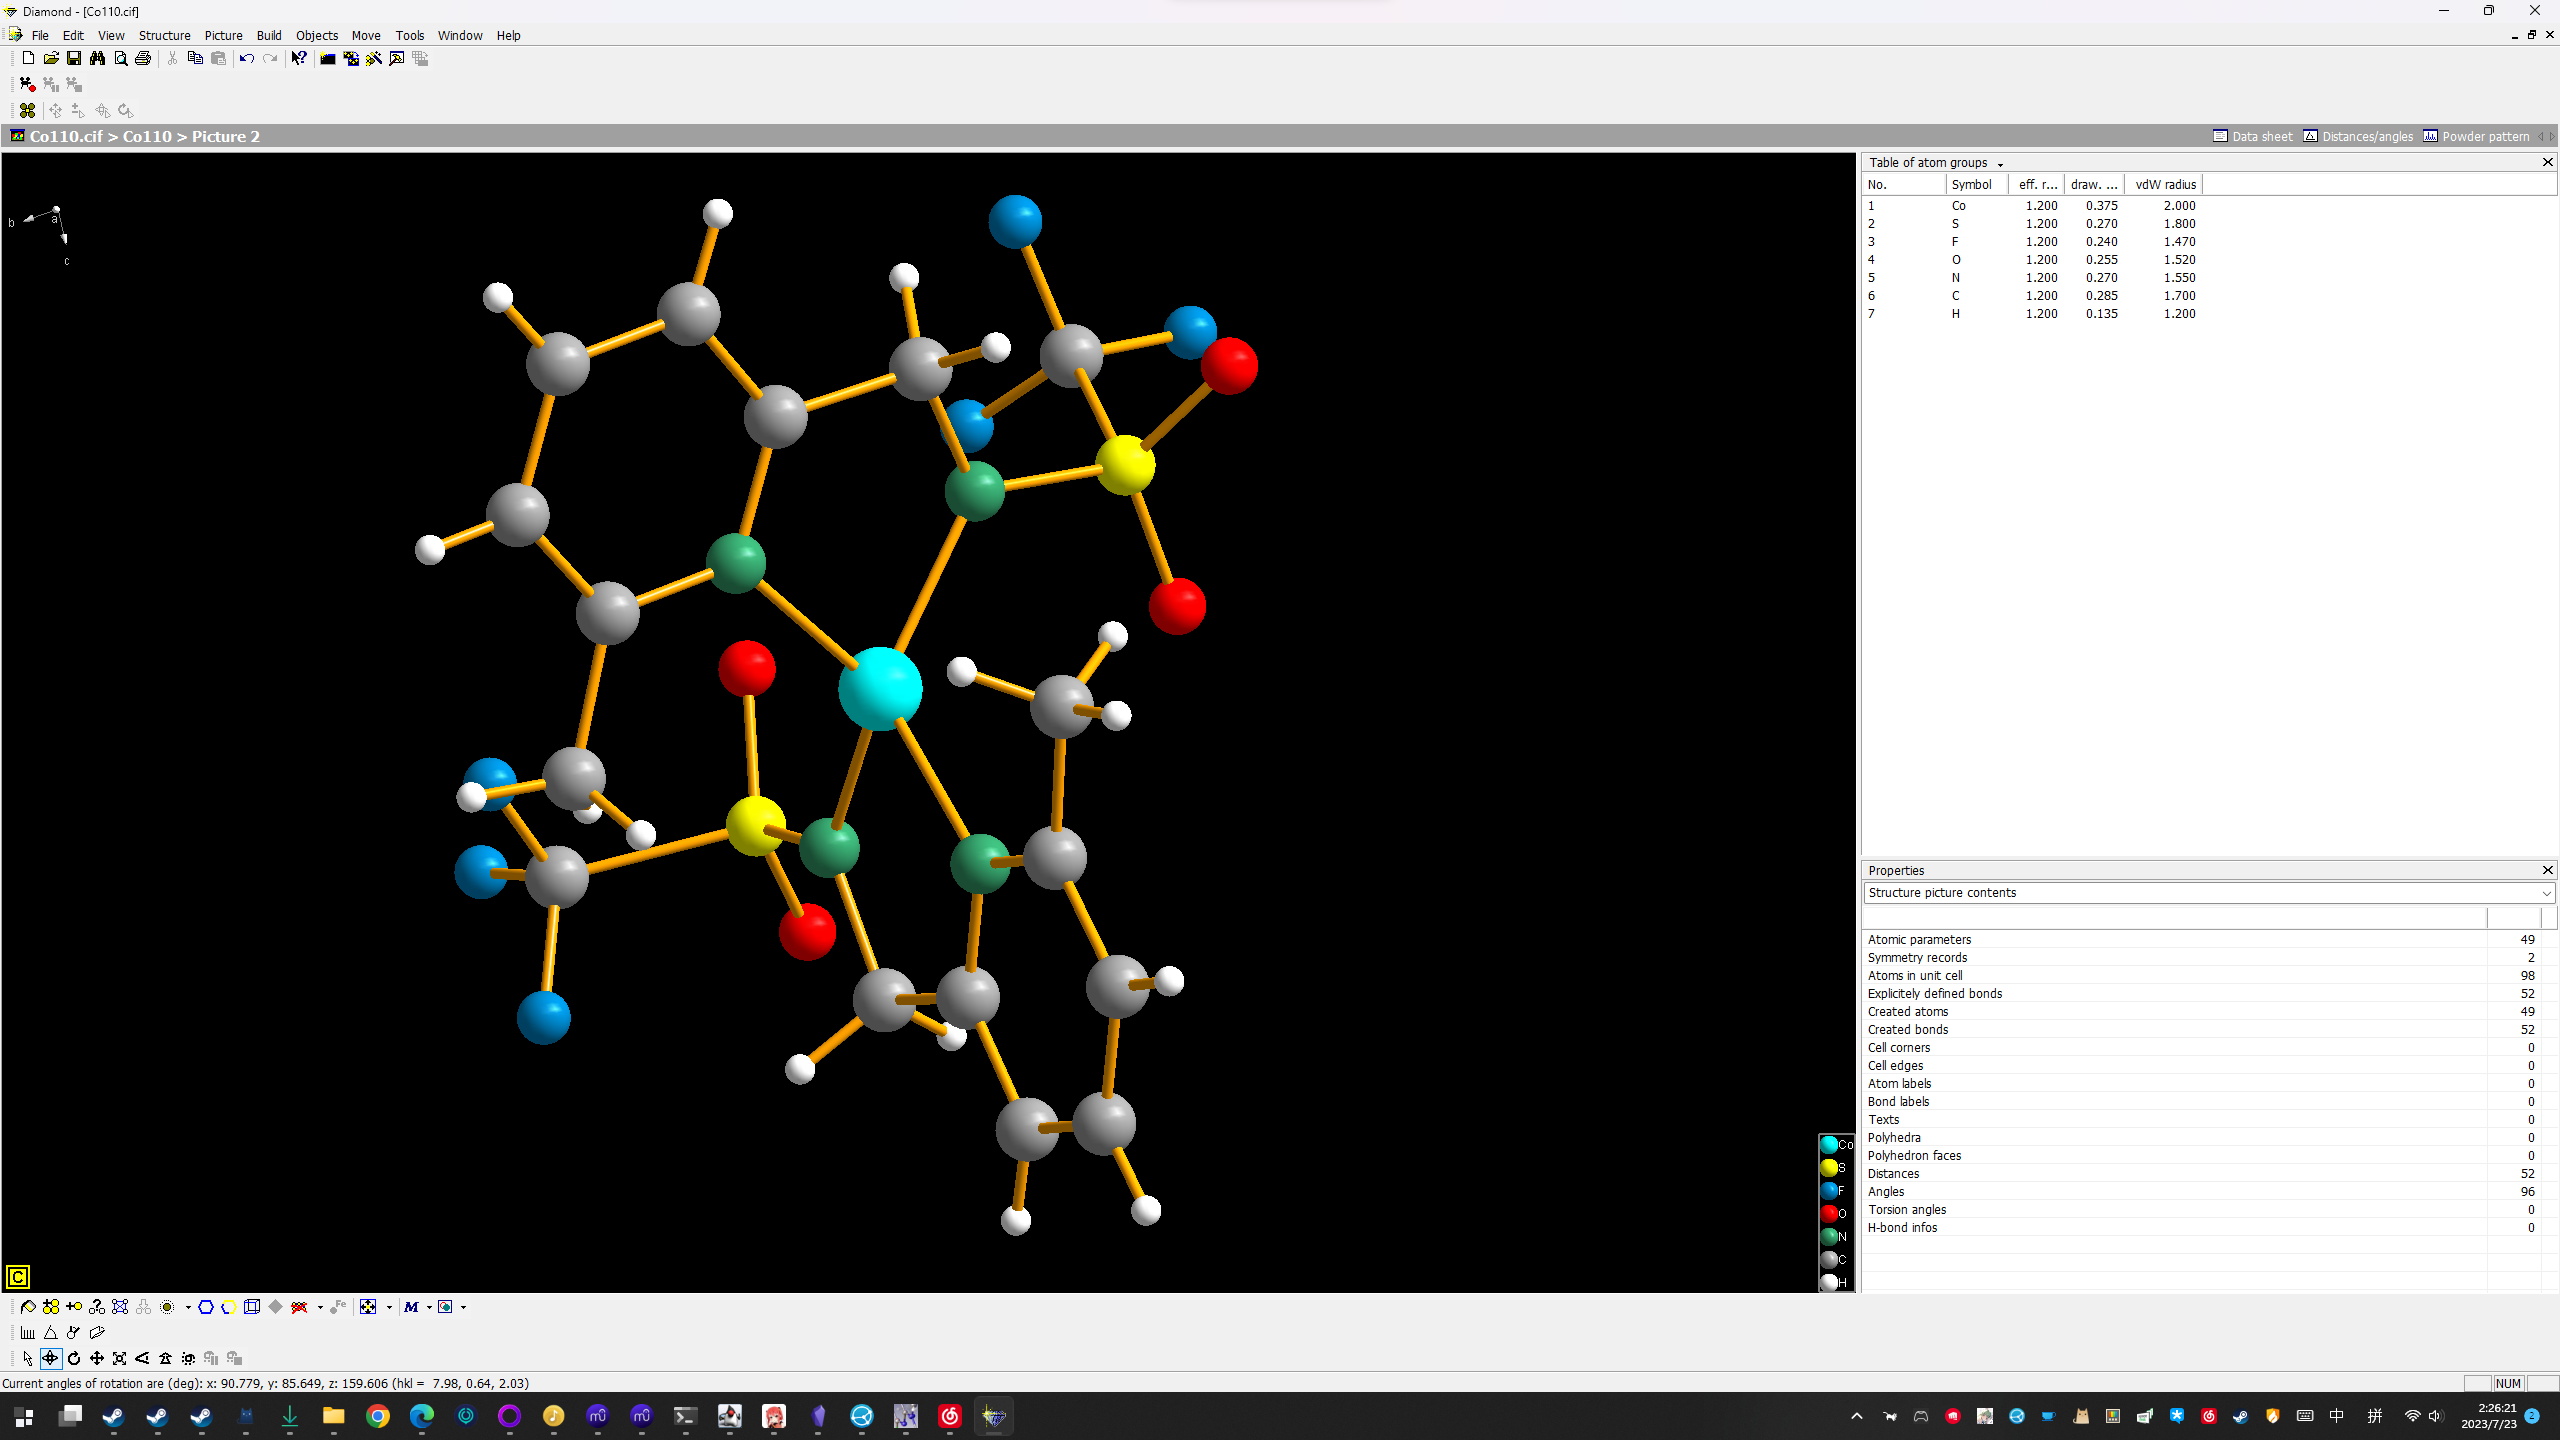 Diamond - [Co110.cif]
File Edit View Structure Picture Build Objects Move Tools Window Help
Co110.cif > Co110 > Picture 2
Data sheet Distances/angles Powder pattern
Table of atom groups
No. Symbol eff. r... draw. ... vdW radius
1 Co 1.200 0.375 2.000
2 S 1.200 0.270 1.800
3 F 1.200 0.240 1.470
4 O 1.200 0.255 1.520
5 N 1.200 0.270 1.550
6 C 1.200 0.285 1.700
7 H 1.200 0.135 1.200
a
b
c
Properties
Structure picture contents
Atomic parameters 49
Symmetry records 2
Atoms in unit cell 98
Explicitely defined bonds 52
Created atoms 49
Created bonds 52
Cell corners 0
Cell edges 0
Atom labels 0
Bond labels 0
Texts 0
Polyhedra 0
Polyhedron faces 0
Distances 52
Angles 96
Torsion angles 0
H-bond infos 0
Co
S
F
O
N
C
H
C
Fe
M
Current angles of rotation are (deg): x: 90.779, y: 85.649, z: 159.606 (hkl = 7.98, 0.64, 2.03)
NUM
中 拼
2:26:21
2023/7/23
2